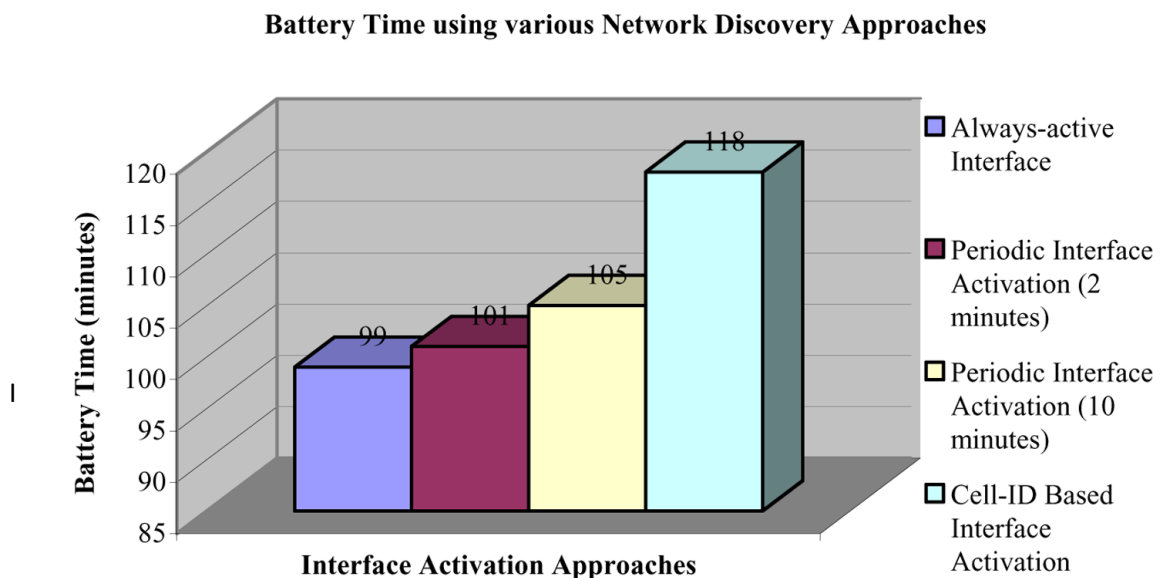 Battery Time using various Network Discovery Approaches
Battery Time (minutes)
120
115
110
105
100
95
90
85
99
101
105
118
Interface Activation Approaches
Always-active
Interface
Periodic Interface
Activation (2
minutes)
Periodic Interface
Activation (10
minutes)
Cell-ID Based
Interface
Activation